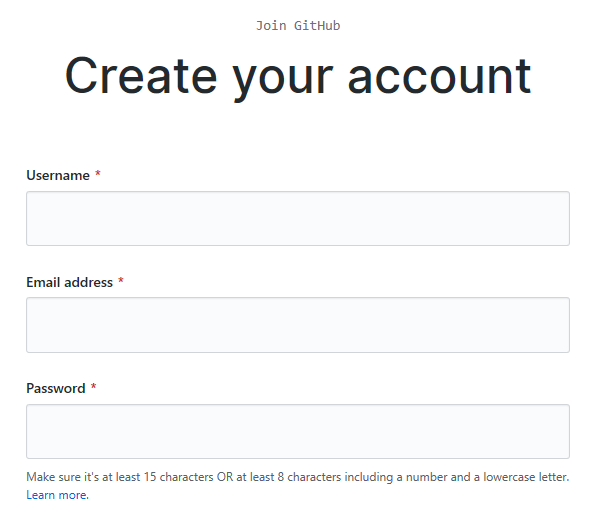 Join GitHub
Create your account
Username *
Email address *
Password *
Make sure it's at least 15 characters OR at least 8 characters including a number and a lowercase letter.
Learn more.